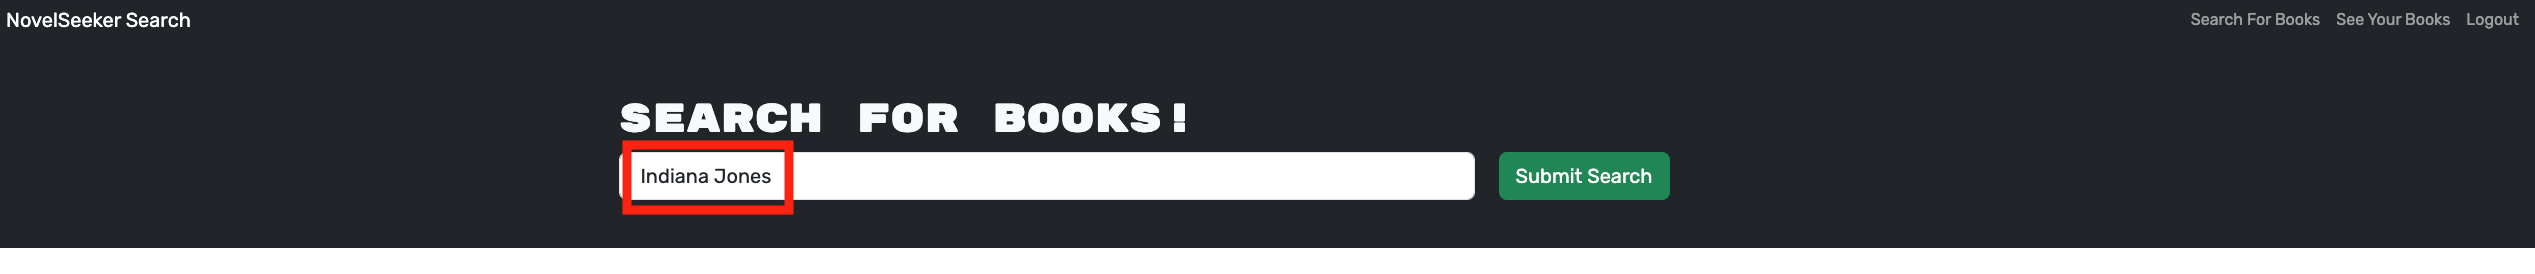 NovelSeeker Search
Search For Books See Your Books Logout
SEARCH FOR BOOKS!
Indiana Jones
Submit Search